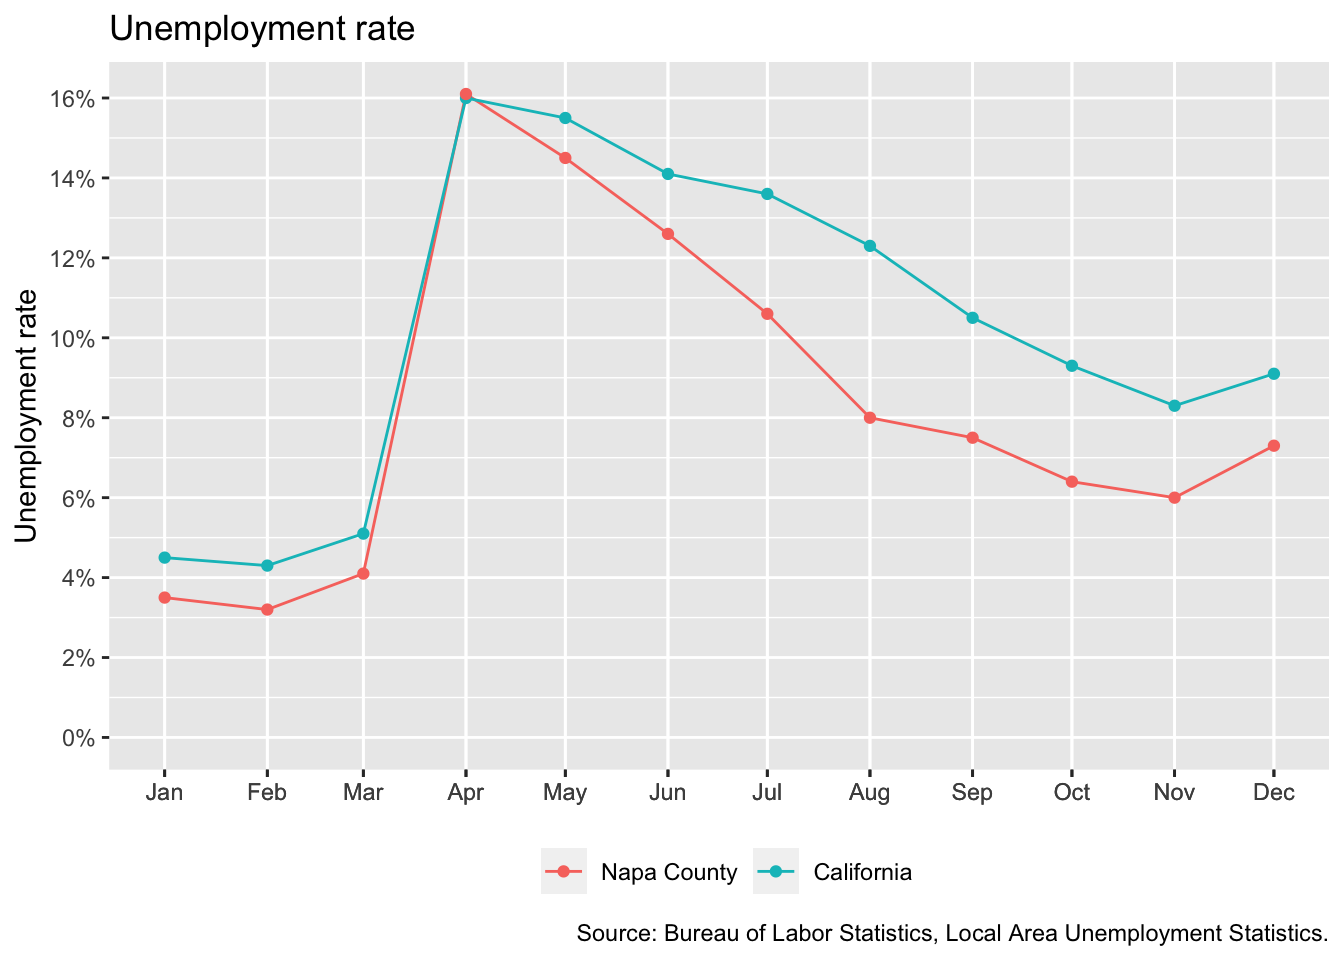 Unemployment rate
Unemployment rate
16%
14%
12%
10%
8%
6%
4%
2%
0%
Jan Feb Mar Apr May Jun Jul Aug Sep Oct Nov Dec
Napa County California
Source: Bureau of Labor Statistics, Local Area Unemployment Statistics.